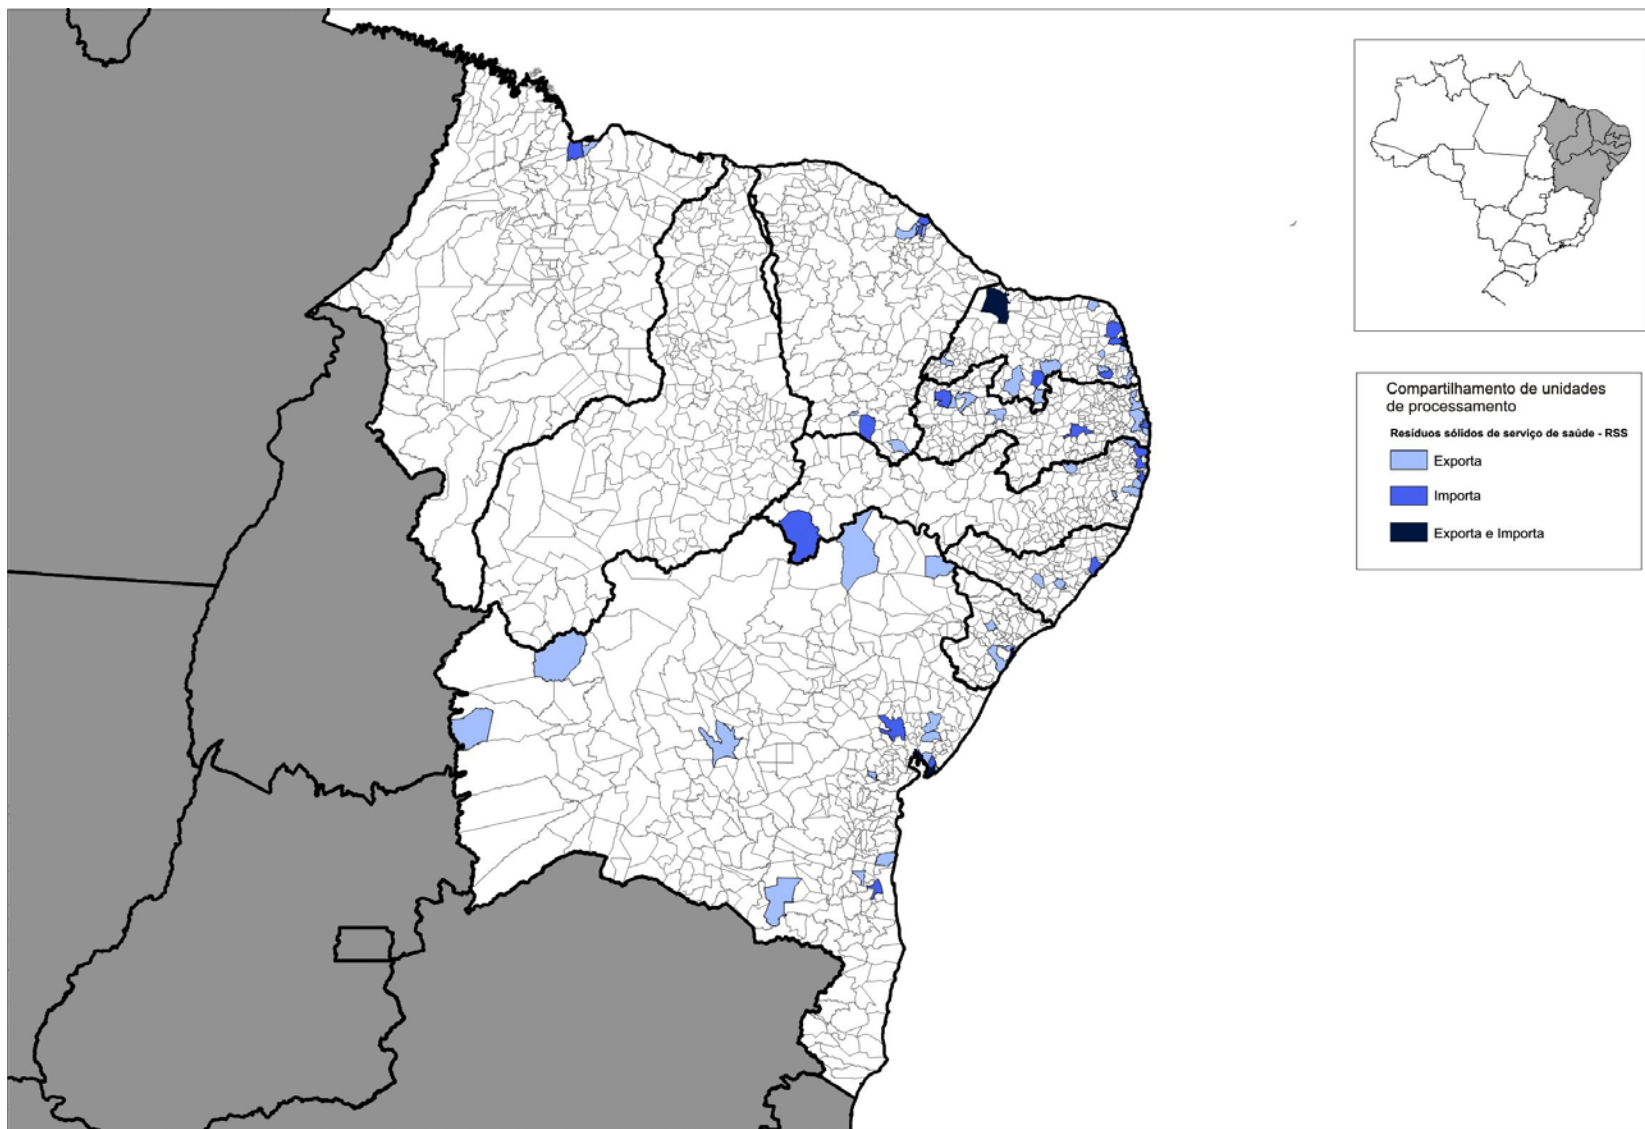 Compartilhamento de unidades
de processamento
Resíduos sólidos de serviço de saúde - RSS
Exporta
Importa
Exporta e Importa